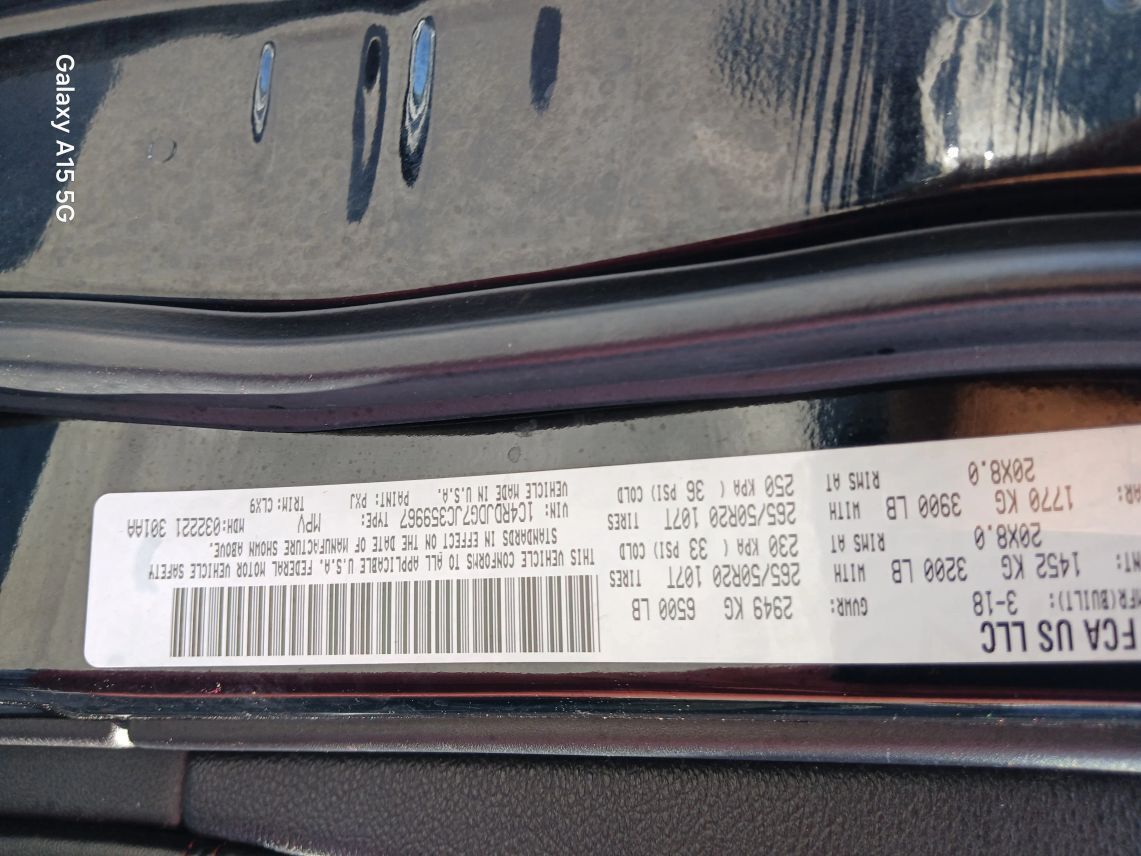 FCA US LLC
MFR(BUILT): 3-18 GVWR: 2949 KG 6500 LB
1452 KG 3200 LB WITH 265/50R20 107T TIRES
20X8.0 RIMS AT 230 KPA ( 33 PSI) COLD
1770 KG 3900 LB WITH 265/50R20 107T TIRES
20X8.0 RIMS AT 250 KPA ( 36 PSI) COLD
THIS VEHICLE CONFORMS TO ALL APPLICABLE U.S.A. FEDERAL MOTOR VEHICLE SAFETY
STANDARDS IN EFFECT ON THE DATE OF MANUFACTURE SHOWN ABOVE.
VIN: 1C4RDJDG7JC359967 TYPE: MPV MDH:032221 301AA
VEHICLE MADE IN U.S.A. PAINT: PXJ TRIM: CLX9
Galaxy A15 5G